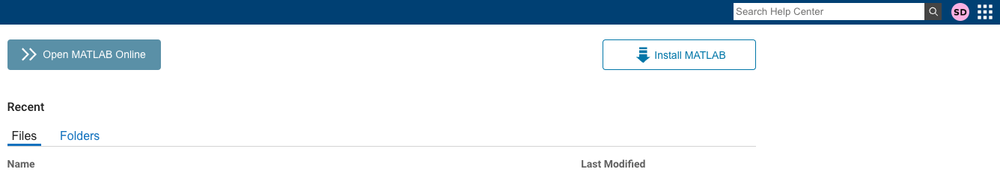 Search Help Center
SD
Open MATLAB Online
Install MATLAB
Recent
Files Folders
Name Last Modified